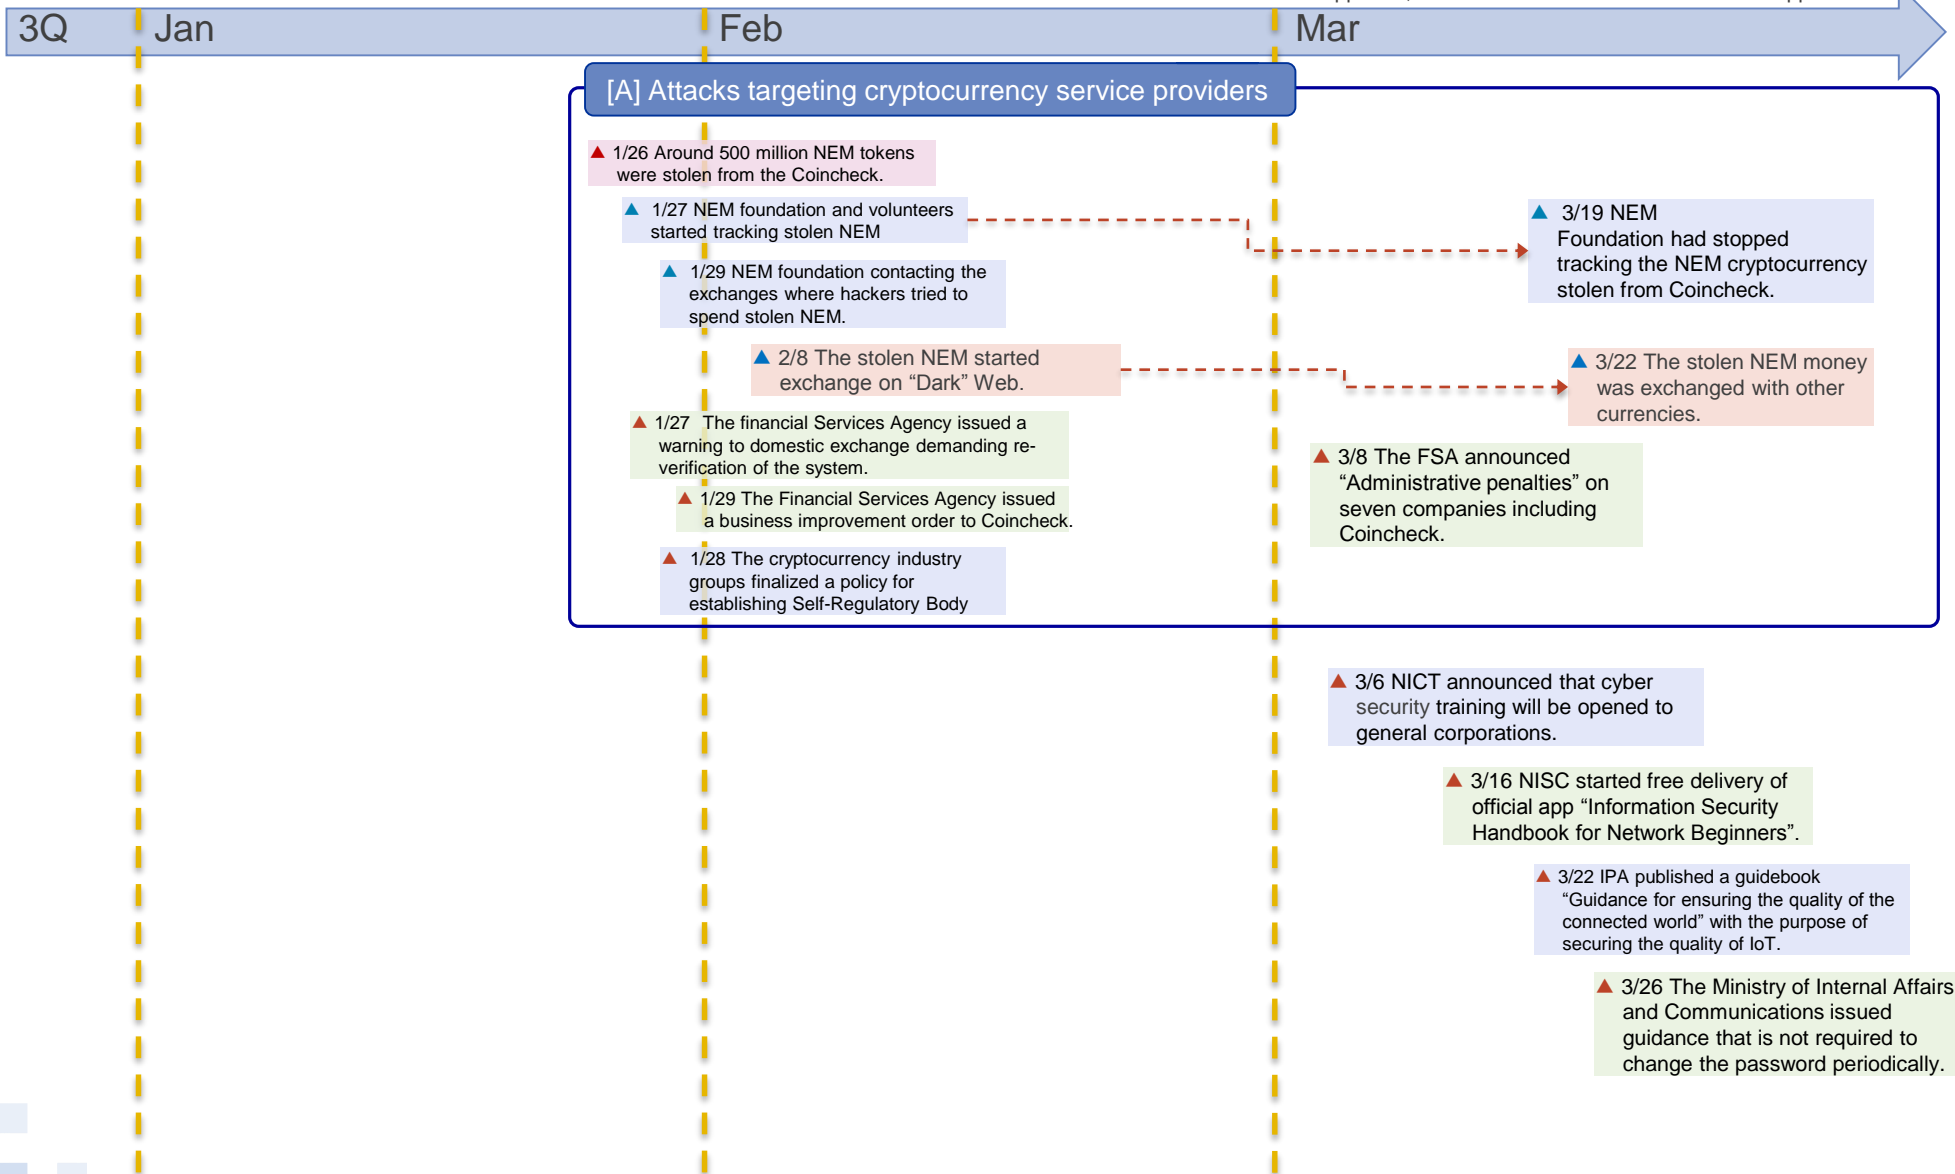 3Q
Jan
Feb
Mar
[A] Attacks targeting cryptocurrency service providers
1/26 Around 500 million NEM tokens
were stolen from the Coincheck.
1/27 NEM foundation and volunteers
started tracking stolen NEM
1/29 NEM foundation contacting the
exchanges where hackers tried to
spend stolen NEM.
2/8 The stolen NEM started
exchange on “Dark” Web.
1/27 The financial Services Agency issued a
warning to domestic exchange demanding re-
verification of the system.
1/29 The Financial Services Agency issued
a business improvement order to Coincheck.
1/28 The cryptocurrency industry
groups finalized a policy for
establishing Self-Regulatory Body
3/19 NEM
Foundation had stopped
tracking the NEM cryptocurrency
stolen from Coincheck.
3/22 The stolen NEM money
was exchanged with other
currencies.
3/8 The FSA announced
“Administrative penalties” on
seven companies including
Coincheck.
3/6 NICT announced that cyber
security training will be opened to
general corporations.
3/16 NISC started free delivery of
official app “Information Security
Handbook for Network Beginners”.
3/22 IPA published a guidebook
“Guidance for ensuring the quality of the
connected world” with the purpose of
securing the quality of IoT.
3/26 The Ministry of Internal Affairs
and Communications issued
guidance that is not required to
change the password periodically.